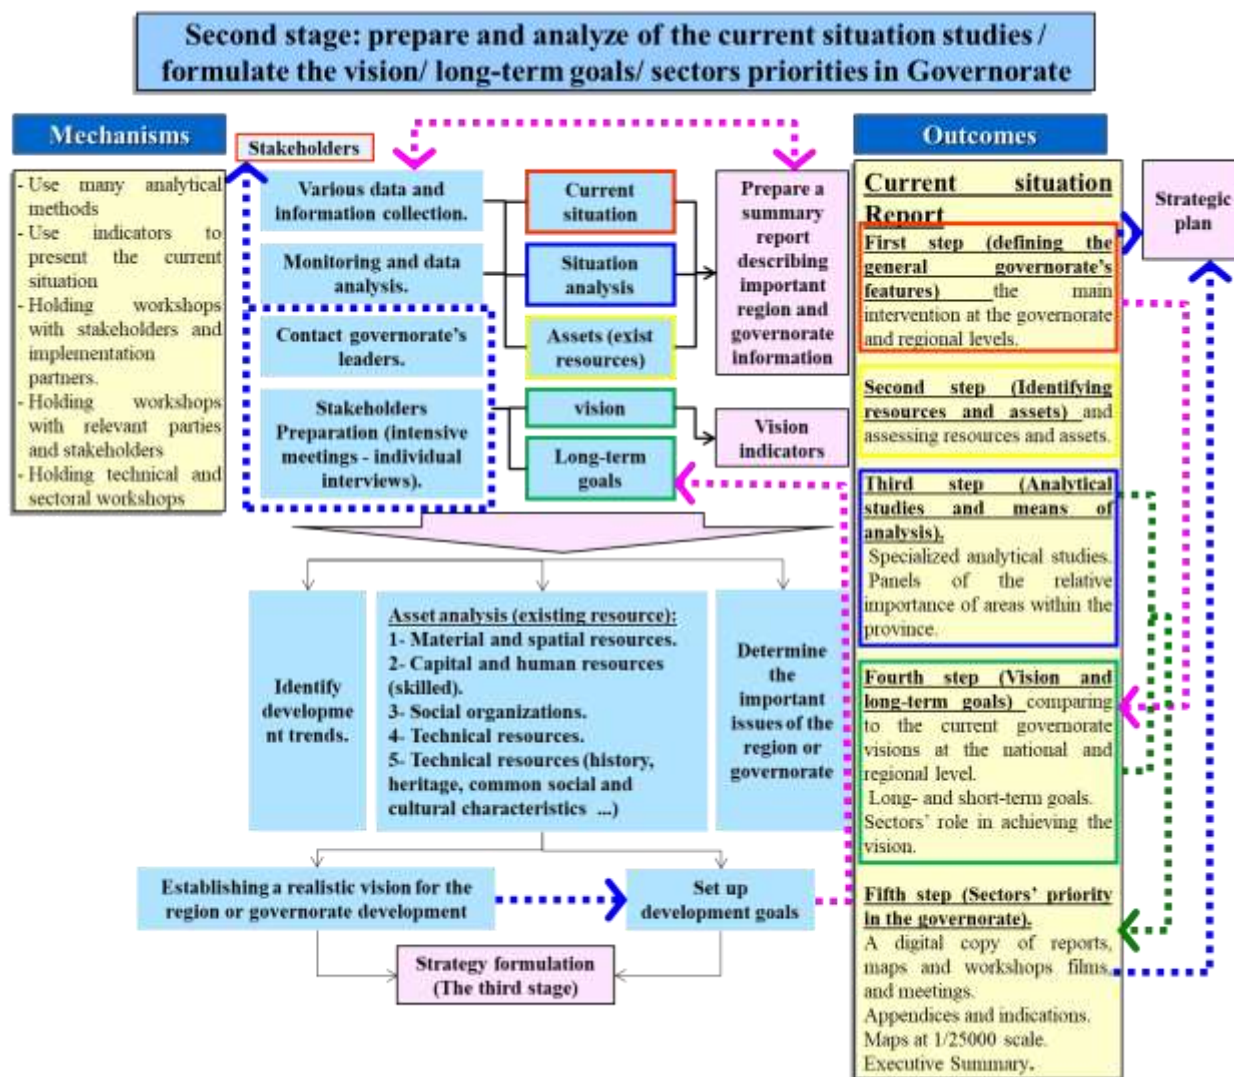 Second stage: prepare and analyze of the current situation studies /
formulate the vision/ long-term goals/ sectors priorities in Governorate
Mechanisms
- Use many analytical
methods
- Use indicators to
present the current
situation
- Holding workshops
with stakeholders and
implementation
partners.
- Holding workshops
with relevant parties
and stakeholders
- Holding technical and
sectoral workshops
Stakeholders
Various data and
information collection.
Monitoring and data
analysis.
Contact governorate's
leaders.
Stakeholders
Preparation (intensive
meetings - individual
interviews).
Current
situation
Situation
analysis
Assets (exist
resources)
vision
Long-term
goals
Prepare a
summary
report
describing
important
region and
governorate
information
Vision
indicators
Identify
developme
nt trends.
Asset analysis (existing resource):
1- Material and spatial resources.
2- Capital and human resources
(skilled).
3- Social organizations.
4- Technical resources.
5- Technical resources (history,
heritage, common social and
cultural characteristics ...)
Determine
the
important
issues of the
region or
governorate
Establishing a realistic vision for the
region or governorate development
Set up
development goals
Strategy formulation
(The third stage)
Outcomes
Current situation
Report
First step (defining the
general governorate's
features) the main
intervention at the governorate
and regional levels.
Second step (Identifying
resources and assets) and
assessing resources and assets.
Third step (Analytical
studies and means of
analysis).
Specialized analytical studies.
Panels of the relative
importance of areas within the
province.
Fourth step (Vision and
long-term goals) comparing
to the current governorate
visions at the national and
regional level.
Long- and short-term goals.
Sectors' role in achieving the
vision.
Fifth step (Sectors' priority
in the governorate).
A digital copy of reports,
maps and workshops films,
and meetings.
Appendices and indications.
Maps at 1/25000 scale.
Executive Summary.
Strategic
plan